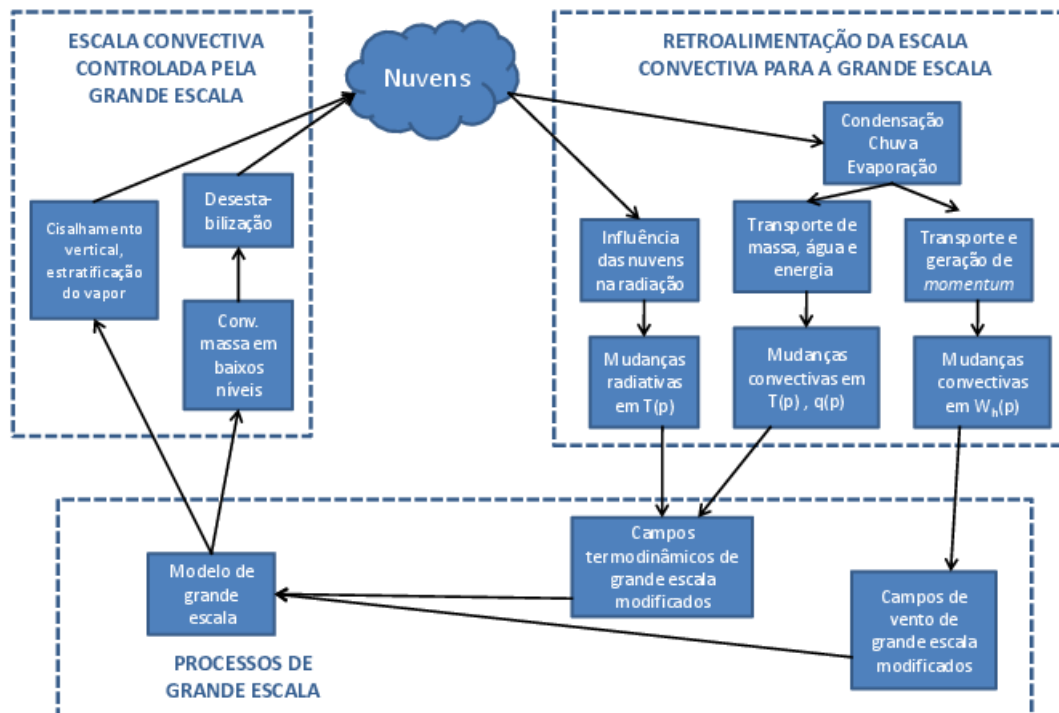 ESCALA CONVECTIVA
CONTROLADA PELA
GRANDE ESCALA
Nuvens
RETROALIMENTAÇÃO DA ESCALA
CONVECTIVA PARA A GRANDE ESCALA
Condensação
Chuva
Evaporação
Cisalhamento
vertical,
estratificação
do vapor
Desesta-
bilização
Conv.
massa em
baixos
níveis
Influência
das nuvens
na radiação
Transporte de
massa, água e
energia
Transporte e
geração de
momentum
Mudanças
radiativas
em T(p)
Mudanças
convectivas em
T(p) , q(p)
Mudanças
convectivas
em Wh(p)
Modelo de
grande
escala
Campos
termodinâmicos de
grande escala
modificados
Campos de
vento de
grande escala
modificados
PROCESSOS DE
GRANDE ESCALA